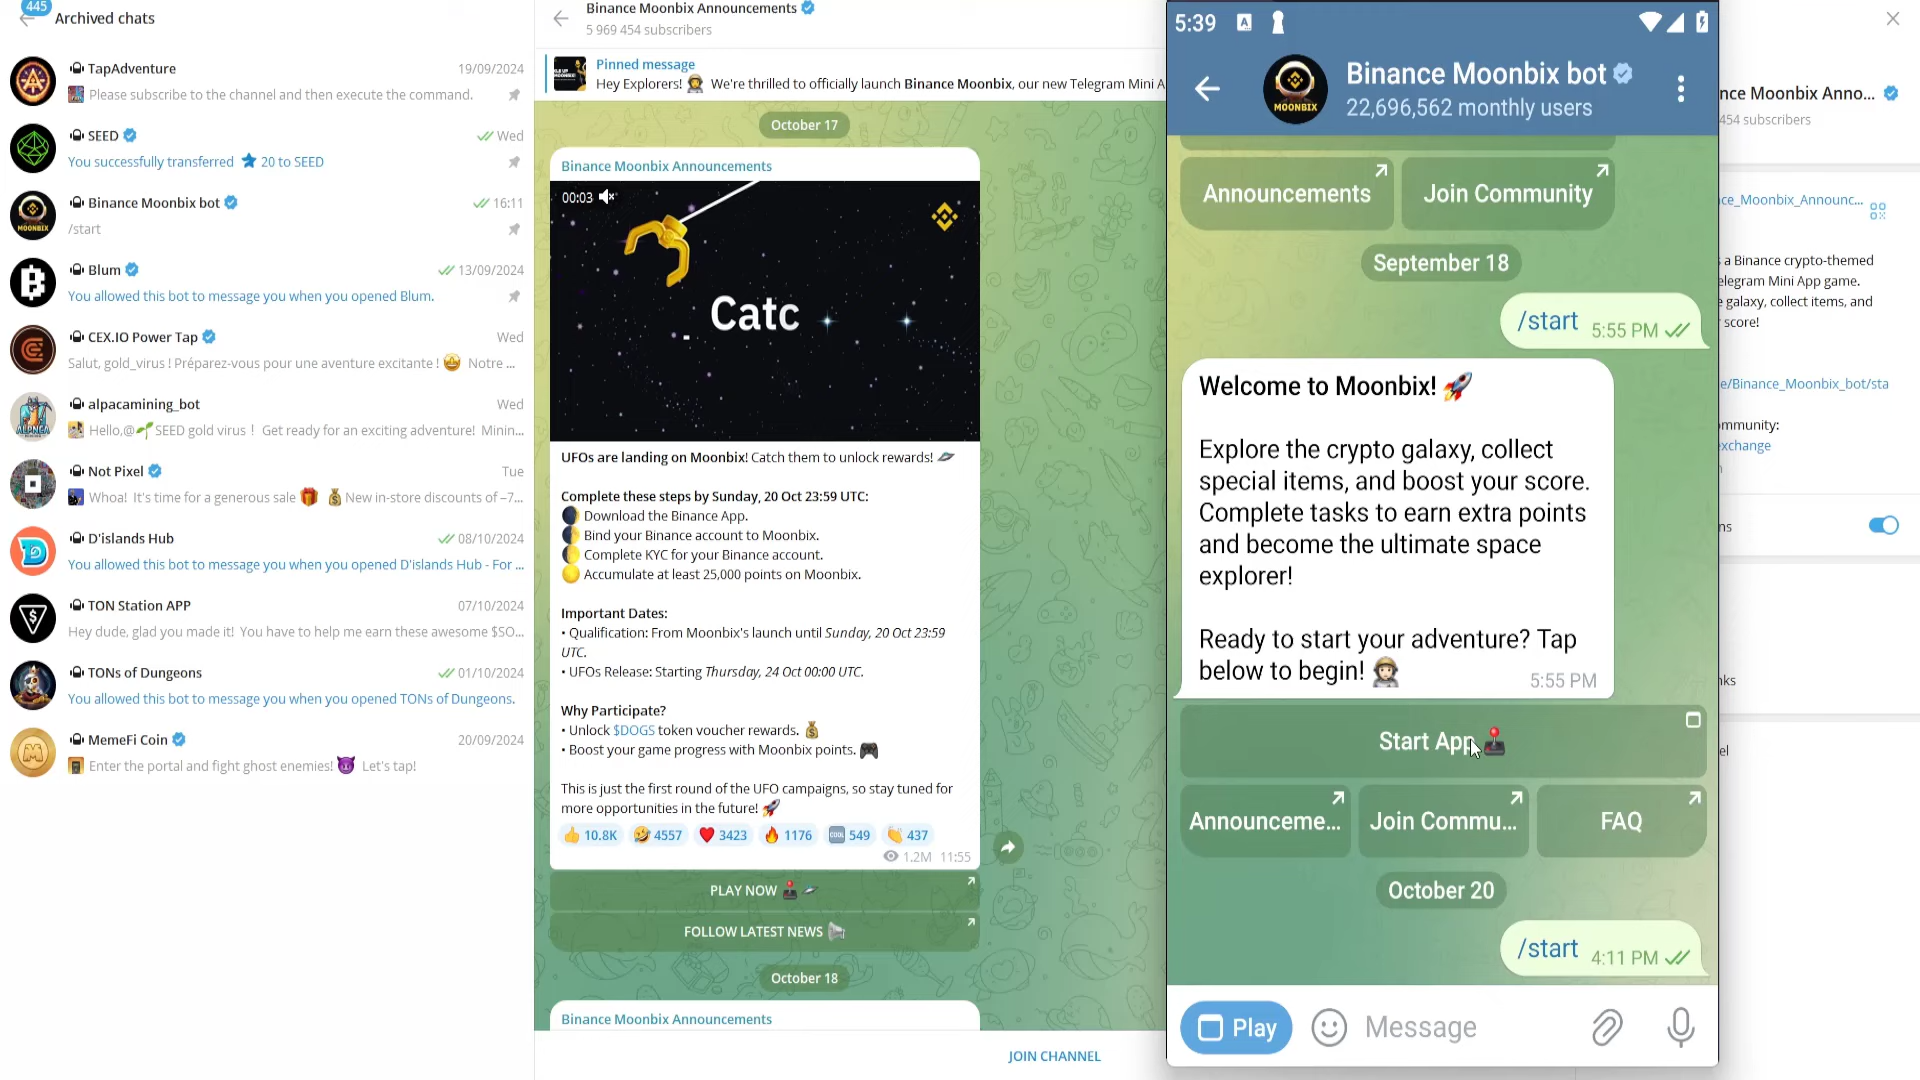 445
Archived chats
TapAdventure 19/09/2024
Please subscribe to the channel and then execute the command.
SEED Wed
You successfully transferred ⭐ 20 to SEED
Binance Moonbix bot 16:11
/start
MOONBIX
Blum 13/09/2024
You allowed this bot to message you when you opened Blum.
CEX.IO Power Tap Wed
Salut, gold_virus ! Préparez-vous pour une aventure excitante ! 🤩 Notre ...
alpacamining_bot Wed
Hello,@🌱SEED gold virus ! Get ready for an exciting adventure! Minin...
Not Pixel Tue
Whoa! It's time for a generous sale 🎁 💰New in-store discounts of –7...
D'islands Hub 08/10/2024
You allowed this bot to message you when you opened D'islands Hub - For ...
TON Station APP 07/10/2024
Hey dude, glad you made it! You have to help me earn these awesome $SO...
TONs of Dungeons 01/10/2024
You allowed this bot to message you when you opened TONs of Dungeons.
MemeFi Coin 20/09/2024
Enter the portal and fight ghost enemies! 😈 Let's tap!
Binance Moonbix Announcements
5 969 454 subscribers
Pinned message
Hey Explorers! 👩‍🚀 We're thrilled to officially launch Binance Moonbix, our new Telegram Mini A
October 17
Binance Moonbix Announcements
00:03
Catc
UFOs are landing on Moonbix! Catch them to unlock rewards! 🛸
Complete these steps by Sunday, 20 Oct 23:59 UTC:
🌒 Download the Binance App.
🌓 Bind your Binance account to Moonbix.
🌔 Complete KYC for your Binance account.
🌕 Accumulate at least 25,000 points on Moonbix.
Important Dates:
• Qualification: From Moonbix's launch until Sunday, 20 Oct 23:59
UTC.
• UFOs Release: Starting Thursday, 24 Oct 00:00 UTC.
Why Participate?
• Unlock $DOGS token voucher rewards. 💰
• Boost your game progress with Moonbix points. 🎮
This is just the first round of the UFO campaigns, so stay tuned for
more opportunities in the future! 🚀
👍 10.8K 🤣 4557 ❤️ 3423 🔥 1176 🆒 549 👏 437
1.2M 11:55
PLAY NOW 🕹️🛸
FOLLOW LATEST NEWS 📢
October 18
Binance Moonbix Announcements
JOIN CHANNEL
5:39
Binance Moonbix bot
22,696,562 monthly users
MOONBIX
Announcements
Join Community
September 18
/start 5:55 PM
Welcome to Moonbix! 🚀
Explore the crypto galaxy, collect
special items, and boost your score.
Complete tasks to earn extra points
and become the ultimate space
explorer!
Ready to start your adventure? Tap
below to begin! 👩‍🚀
5:55 PM
Start App 🕹️
Announceme...
Join Commu...
FAQ
October 20
/start 4:11 PM
Play
Message
nce Moonbix Anno...
454 subscribers
ce_Moonbix_Announc...
a Binance crypto-themed
elegram Mini App game.
galaxy, collect items, and
score!
e/Binance_Moonbix_bot/sta
mmunity:
exchange
ns
nks
el